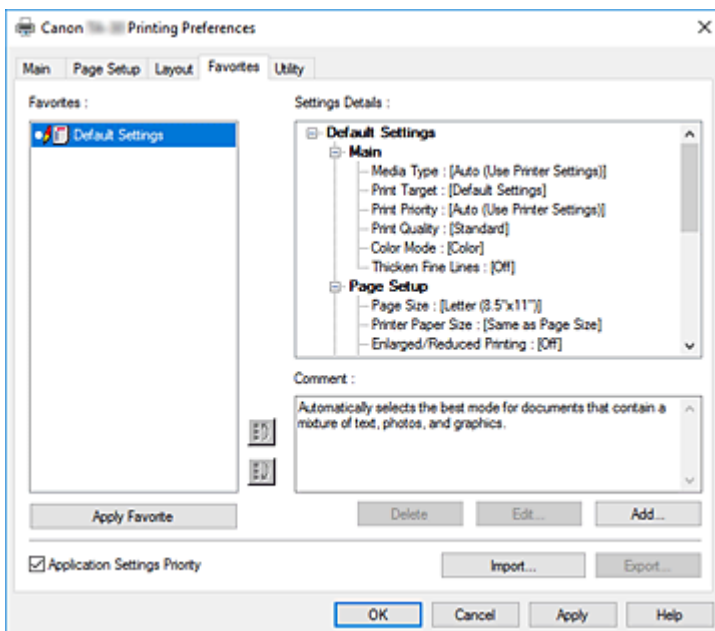 Canon Printing Preferences
Main Page Setup Layout Favorites Utility
Favorites :
Default Settings
Apply Favorite
Settings Details :
Default Settings
Main
Media Type : [Auto (Use Printer Settings)]
Print Target : [Default Settings]
Print Priority : [Auto (Use Printer Settings)]
Print Quality : [Standard]
Color Mode : [Color]
Thicken Fine Lines : [Off]
Page Setup
Page Size : [Letter (8.5"x11")]
Printer Paper Size : [Same as Page Size]
Enlarged/Reduced Printing : [Off]
Comment :
Automatically selects the best mode for documents that contain a
mixture of text, photos, and graphics.
Delete Edit... Add...
Application Settings Priority
Import... Export...
OK Cancel Apply Help